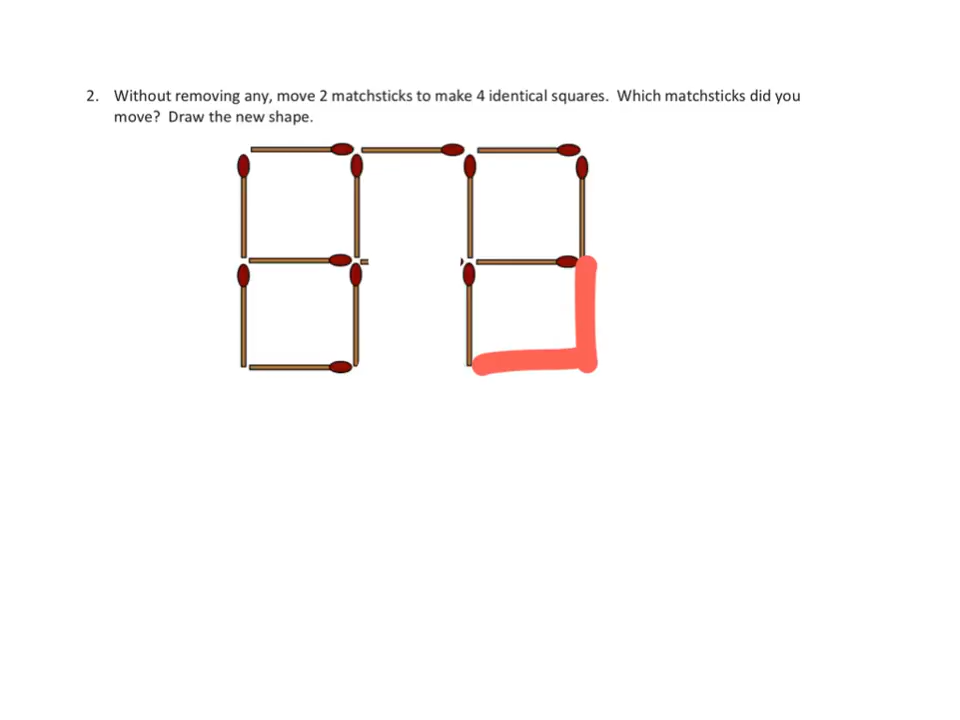 2. Without removing any, move 2 matchsticks to make 4 identical squares. Which matchsticks did you
move? Draw the new shape.